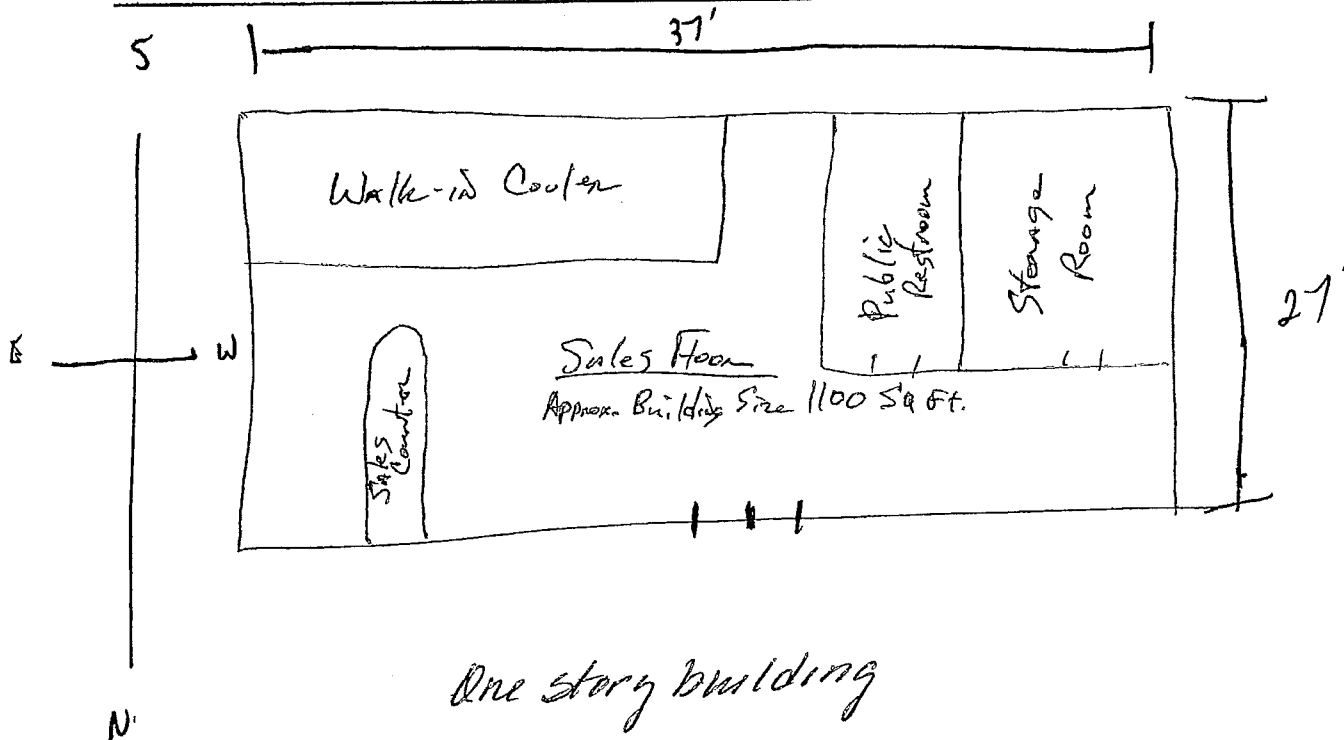 S
37'
Walk-in Cooler
Public
Restroom
Storage
Room
27'
E
W
Sales Floor
Approx. Building Size 1100 Sq Ft.
Sales
Counter
One story building
N